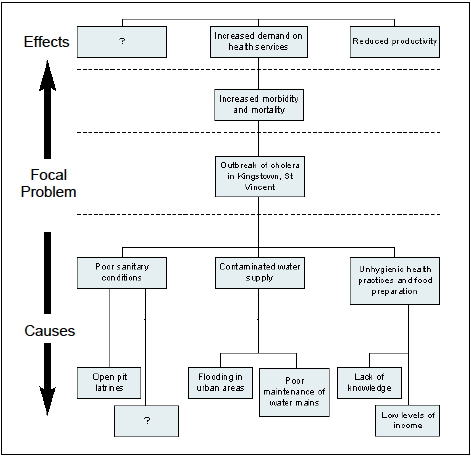 Effects
?
Increased demand on
health services
Reduced productivity
Increased morbidity
and mortality
Focal
Problem
Outbreak of cholera
in Kingstown, St
Vincent
Poor sanitary
conditions
Contaminated water
supply
Unhygienic health
practices and food
preparation
Causes
Open pit
latrines
?
Flooding in
urban areas
Poor
maintenance of
water mains
Lack of
knowledge
Low levels of
income